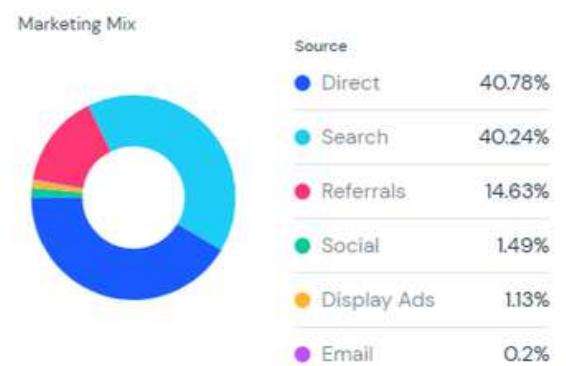 Marketing Mix
Source
Direct 40.78%
Search 40.24%
Referrals 14.63%
Social 1.49%
Display Ads 1.13%
Email 0.2%